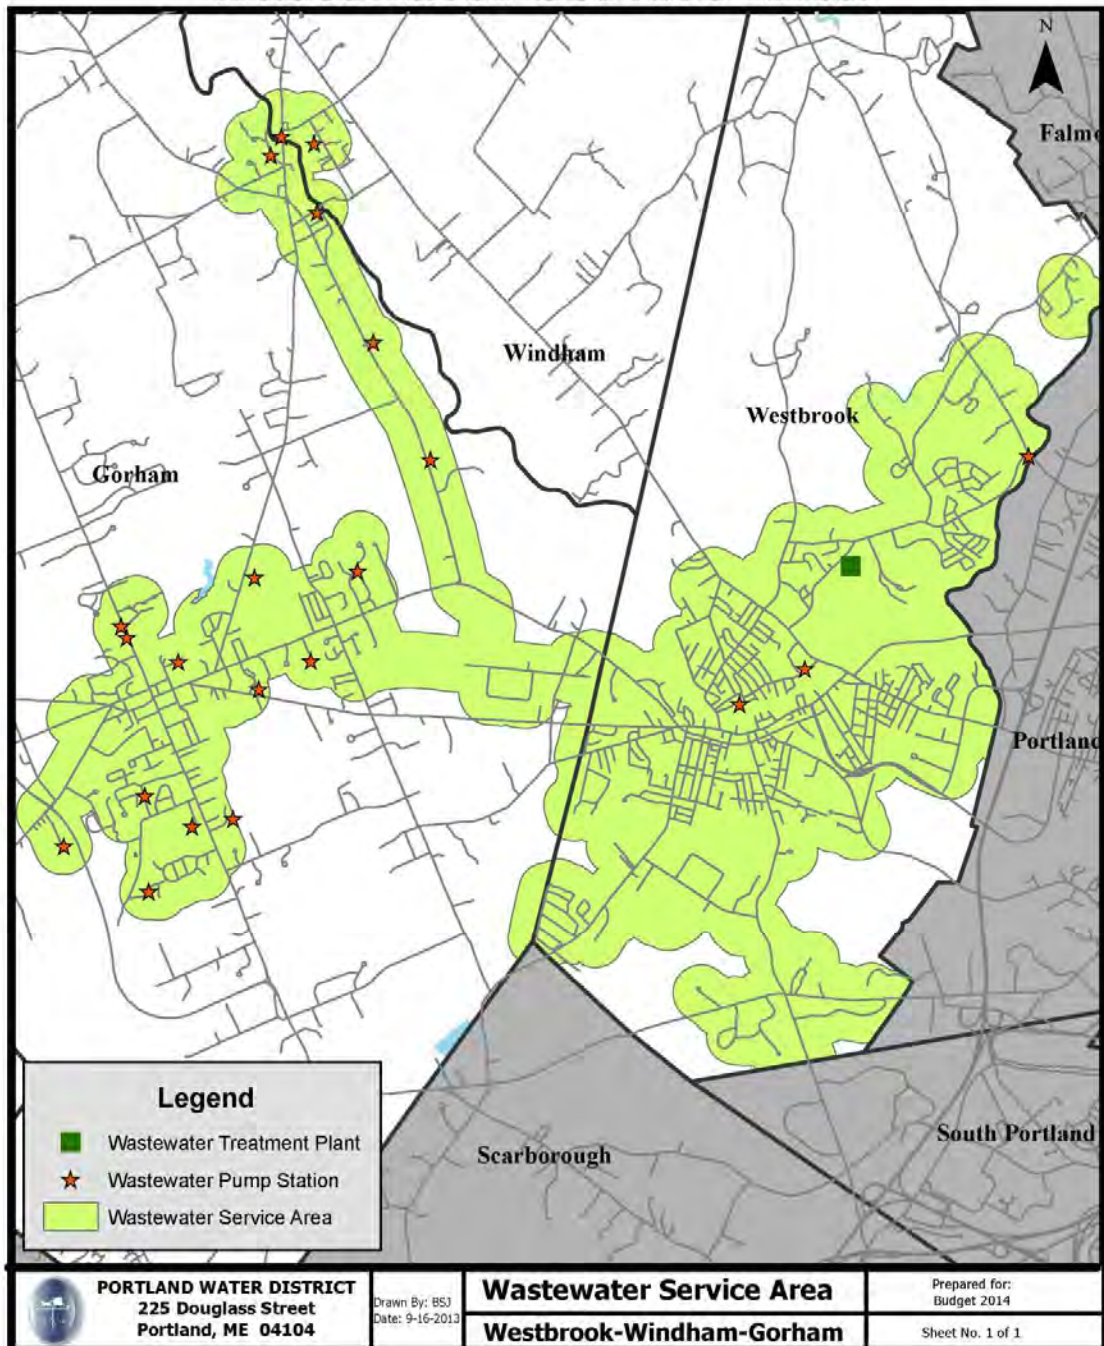 N
Falmo
Windham
Westbrook
Gorham
Portland
Legend
Wastewater Treatment Plant
Wastewater Pump Station
Wastewater Service Area
Scarborough
South Portland
PORTLAND WATER DISTRICT
225 Douglass Street
Portland, ME 04104
Drawn By: BSJ
Date: 9-16-2013
Wastewater Service Area
Westbrook-Windham-Gorham
Prepared for:
Budget 2014
Sheet No. 1 of 1